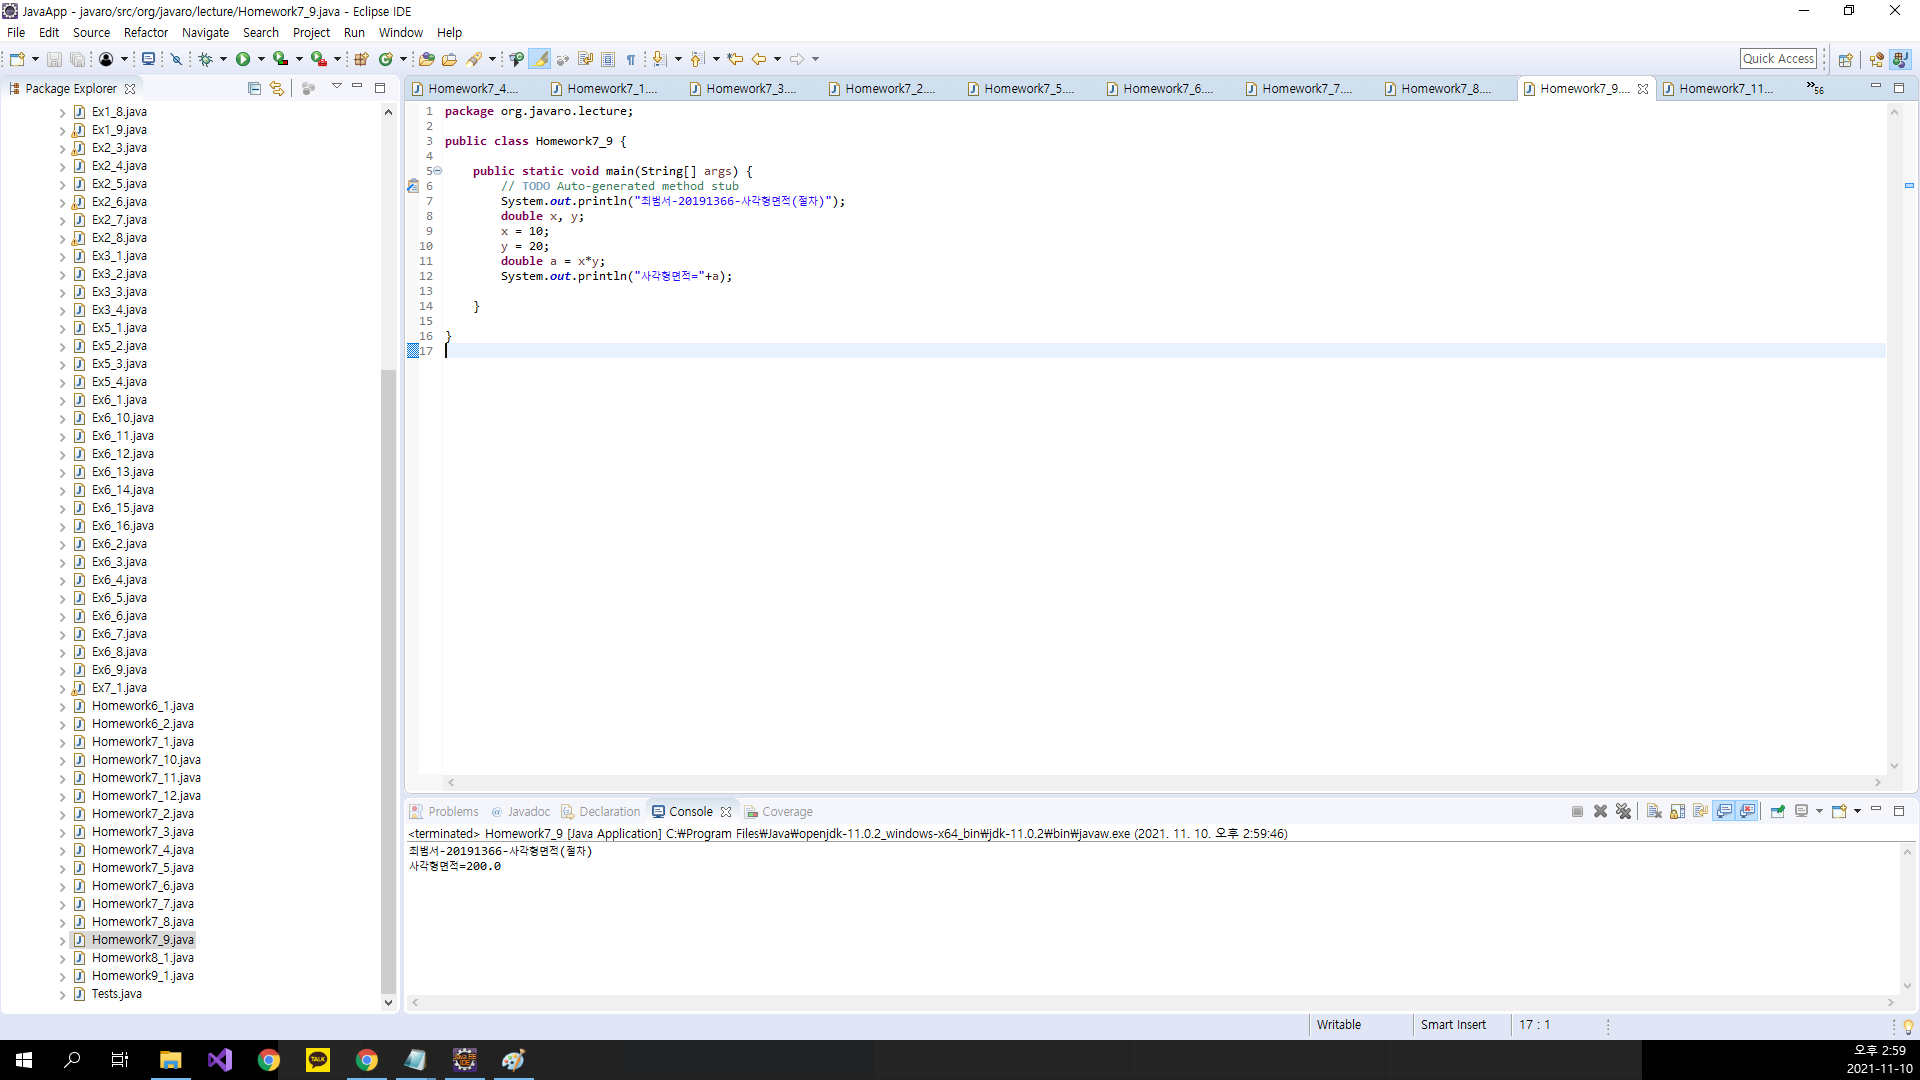 JavaApp - javaro/src/org/javaro/lecture/Homework7_9.java - Eclipse IDE
File Edit Source Refactor Navigate Search Project Run Window Help
Quick Access
Package Explorer
Homework7_4.... Homework7_1.... Homework7_3.... Homework7_2.... Homework7_5.... Homework7_6.... Homework7_7.... Homework7_8.... Homework7_9.... Homework7_11... »56
Ex1_8.java
Ex1_9.java
Ex2_3.java
Ex2_4.java
Ex2_5.java
Ex2_6.java
Ex2_7.java
Ex2_8.java
Ex3_1.java
Ex3_2.java
Ex3_3.java
Ex3_4.java
Ex5_1.java
Ex5_2.java
Ex5_3.java
Ex5_4.java
Ex6_1.java
Ex6_10.java
Ex6_11.java
Ex6_12.java
Ex6_13.java
Ex6_14.java
Ex6_15.java
Ex6_16.java
Ex6_2.java
Ex6_3.java
Ex6_4.java
Ex6_5.java
Ex6_6.java
Ex6_7.java
Ex6_8.java
Ex6_9.java
Ex7_1.java
Homework6_1.java
Homework6_2.java
Homework7_1.java
Homework7_10.java
Homework7_11.java
Homework7_12.java
Homework7_2.java
Homework7_3.java
Homework7_4.java
Homework7_5.java
Homework7_6.java
Homework7_7.java
Homework7_8.java
Homework7_9.java
Homework8_1.java
Homework9_1.java
Tests.java
1 package org.javaro.lecture;
2
3 public class Homework7_9 {
4
5 public static void main(String[] args) {
6 // TODO Auto-generated method stub
7 System.out.println("최범서-20191366-사각형면적(절차)");
8 double x, y;
9 x = 10;
10 y = 20;
11 double a = x*y;
12 System.out.println("사각형면적="+a);
13
14 }
15
16 }
17
Problems Javadoc Declaration Console Coverage
<terminated> Homework7_9 [Java Application] C:₩Program Files₩Java₩openjdk-11.0.2_windows-x64_bin₩jdk-11.0.2₩bin₩javaw.exe (2021. 11. 10. 오후 2:59:46)
최범서-20191366-사각형면적(절차)
사각형면적=200.0
Writable Smart Insert 17 : 1
TALK
Java EE
IDE
오후 2:59
2021-11-10